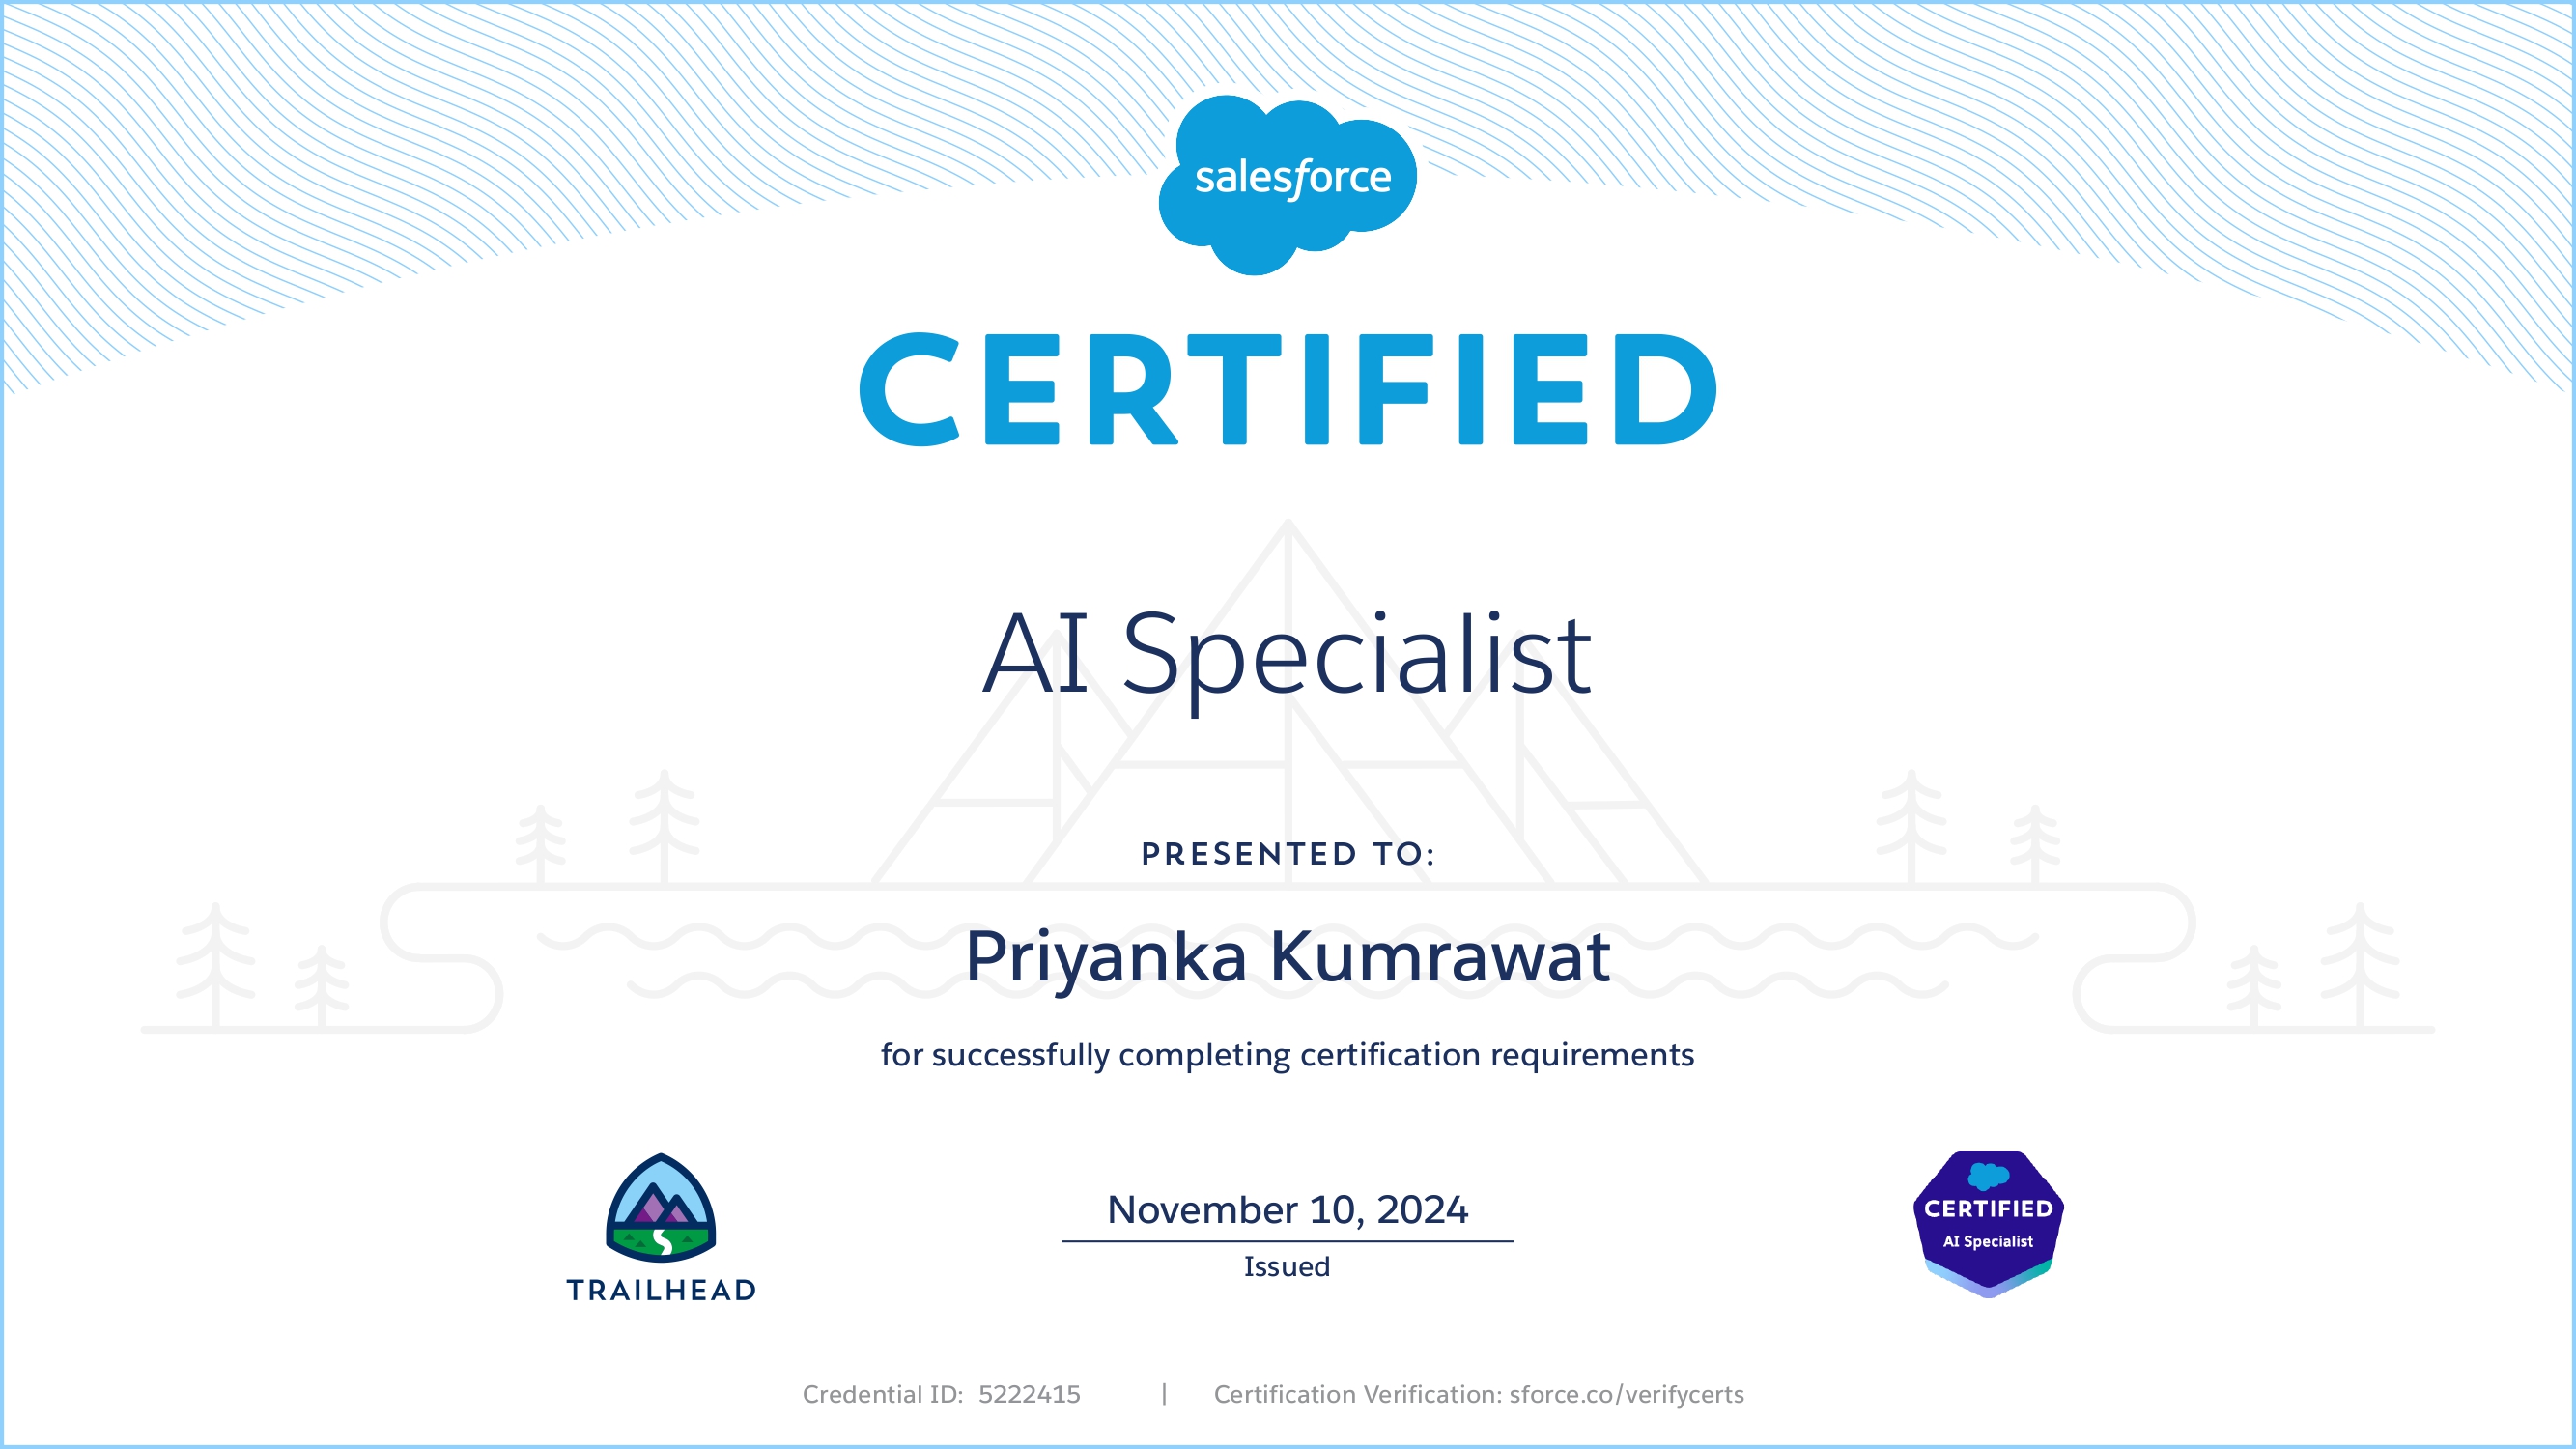 salesforce
CERTIFIED
AI Specialist
PRESENTED TO:
Priyanka Kumrawat
for successfully completing certification requirements
TRAILHEAD
November 10, 2024
Issued
CERTIFIED
AI Specialist
Credential ID: 5222415 | Certification Verification: sforce.co/verifycerts